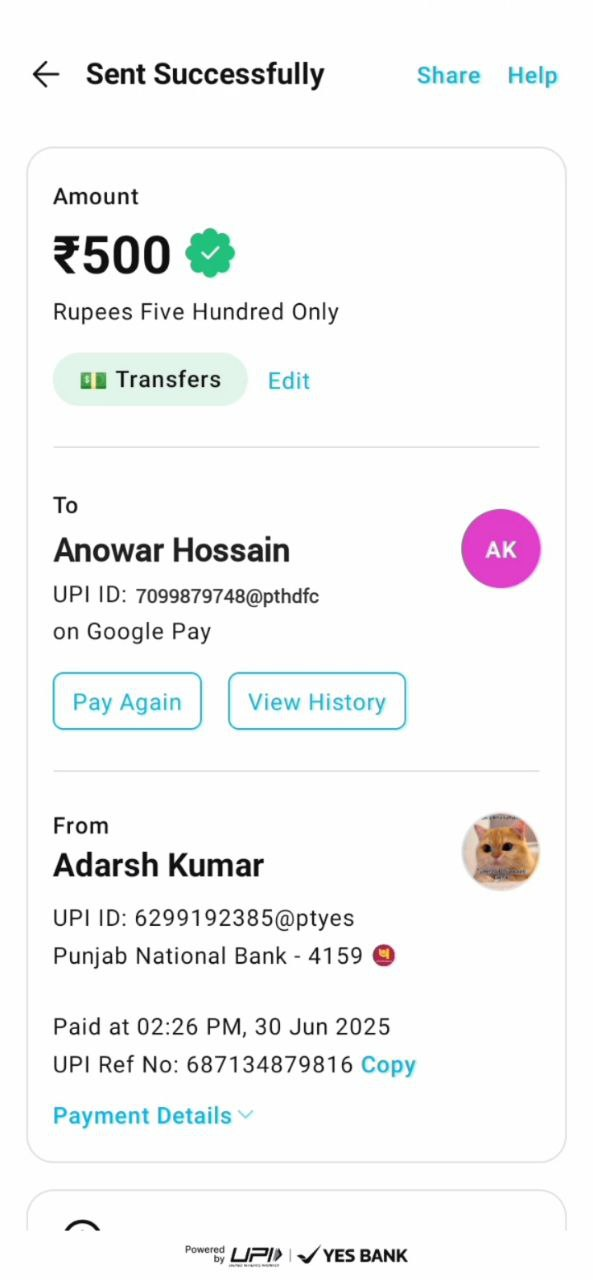 Sent Successfully Share Help
Amount
₹500
Rupees Five Hundred Only
Transfers Edit
To
Anowar Hossain
AK
UPI ID: 7099879748@pthdfc
on Google Pay
Pay Again View History
From
Adarsh Kumar
UPI ID: 6299192385@ptyes
Punjab National Bank - 4159
Paid at 02:26 PM, 30 Jun 2025
UPI Ref No: 687134879816 Copy
Payment Details
Powered by UPI | YES BANK